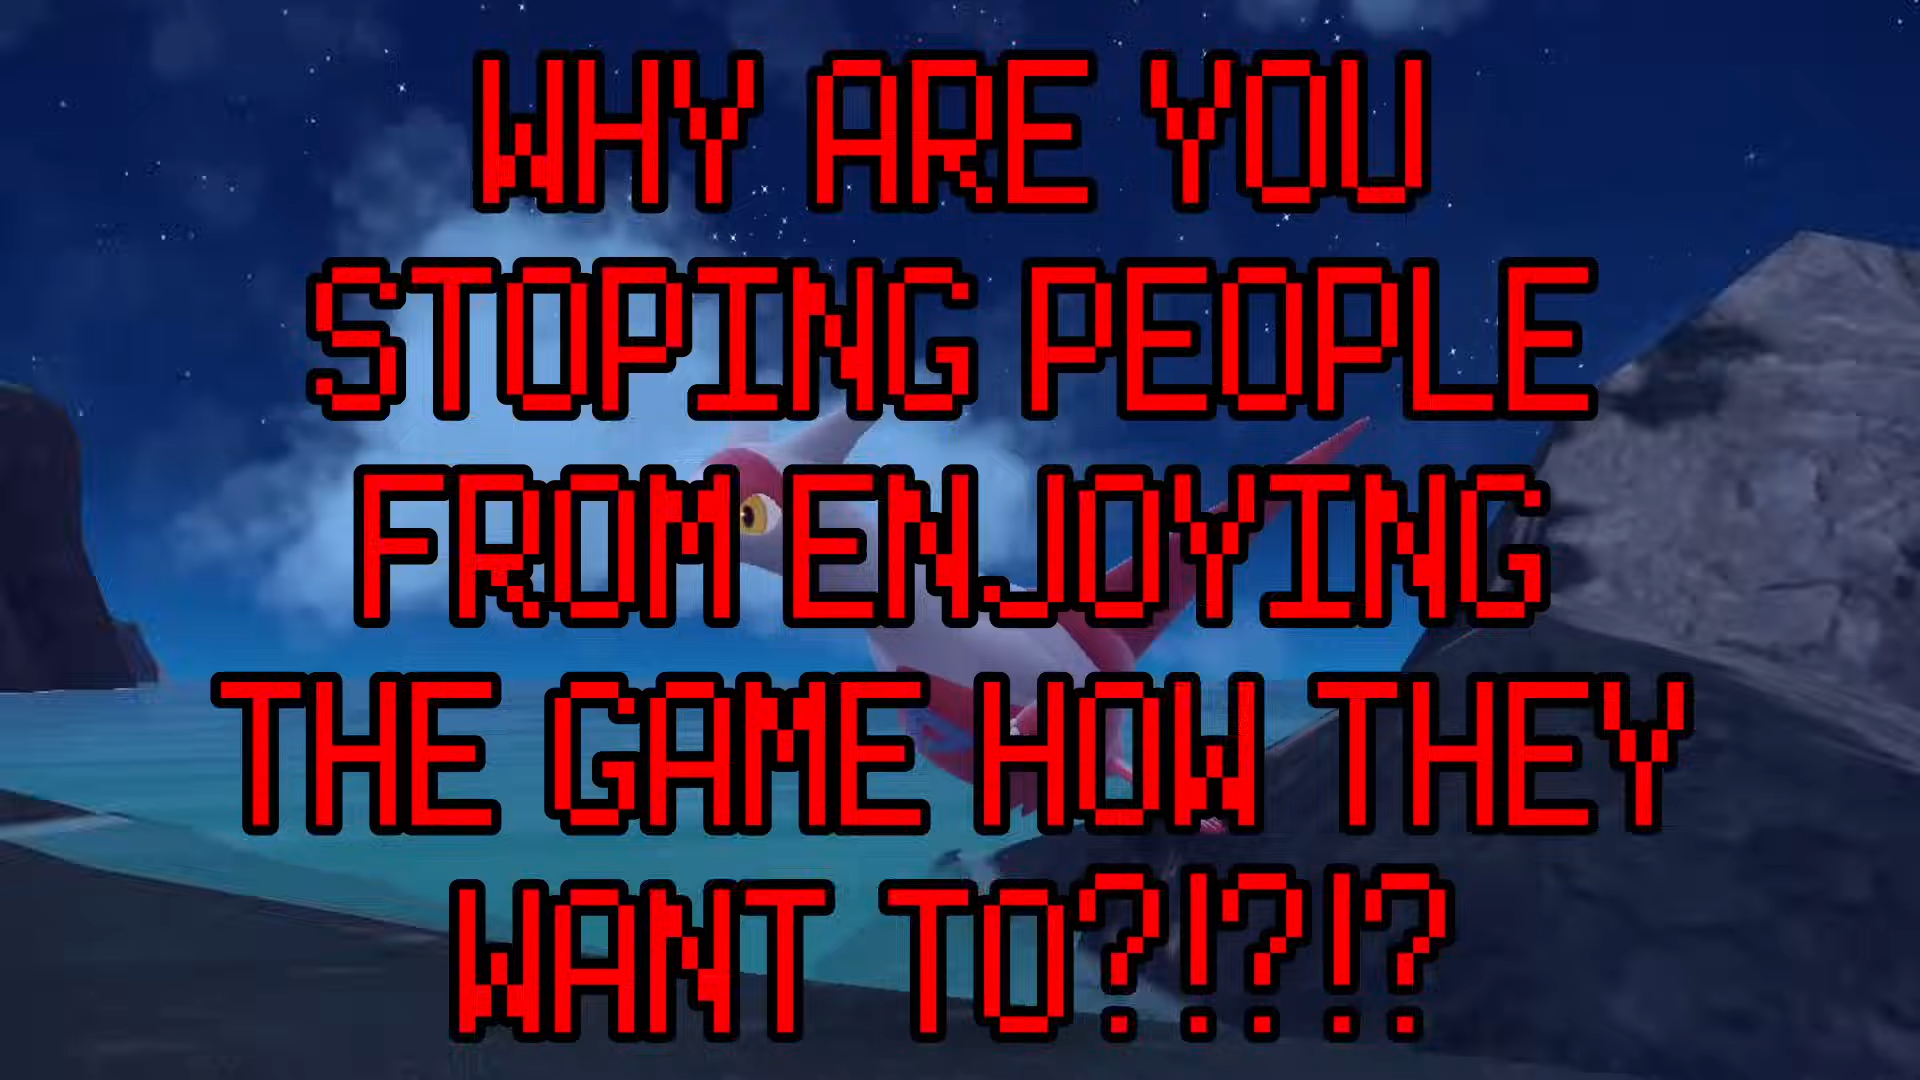 WHY ARE YOU
STOPING PEOPLE
FROM ENJOYING
THE GAME HOW THEY
WANT TO?!?!?